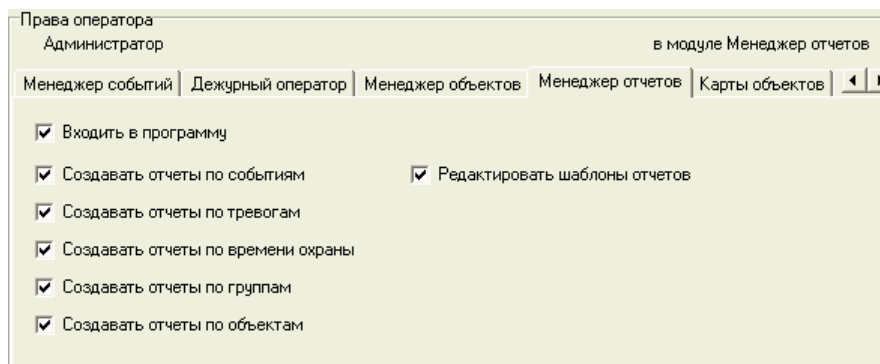 Права оператора
Администратор в модуле Менеджер отчетов
Менеджер событий Дежурный оператор Менеджер объектов Менеджер отчетов Карты объектов
Входить в программу
Создавать отчеты по событиям Редактировать шаблоны отчетов
Создавать отчеты по тревогам
Создавать отчеты по времени охраны
Создавать отчеты по группам
Создавать отчеты по объектам